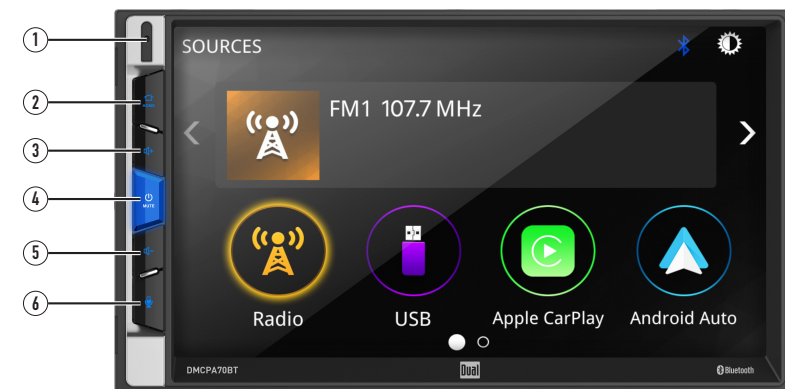 1
2
3
4
5
6
SOURCES
FM1 107.7 MHz
MUTE
Radio
USB
Apple CarPlay
Android Auto
DMCPA70BT
Dual
Bluetooth